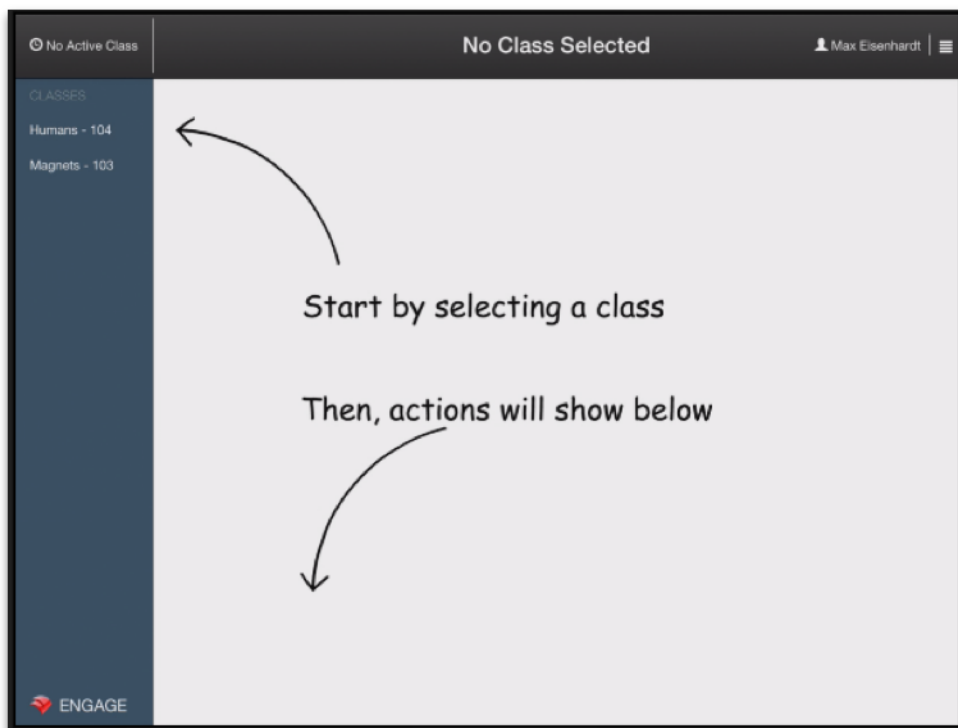 No Active Class
No Class Selected
Max Eisenhardt
CLASSES
Humans - 104
Magnets - 103
Start by selecting a class
Then, actions will show below
ENGAGE